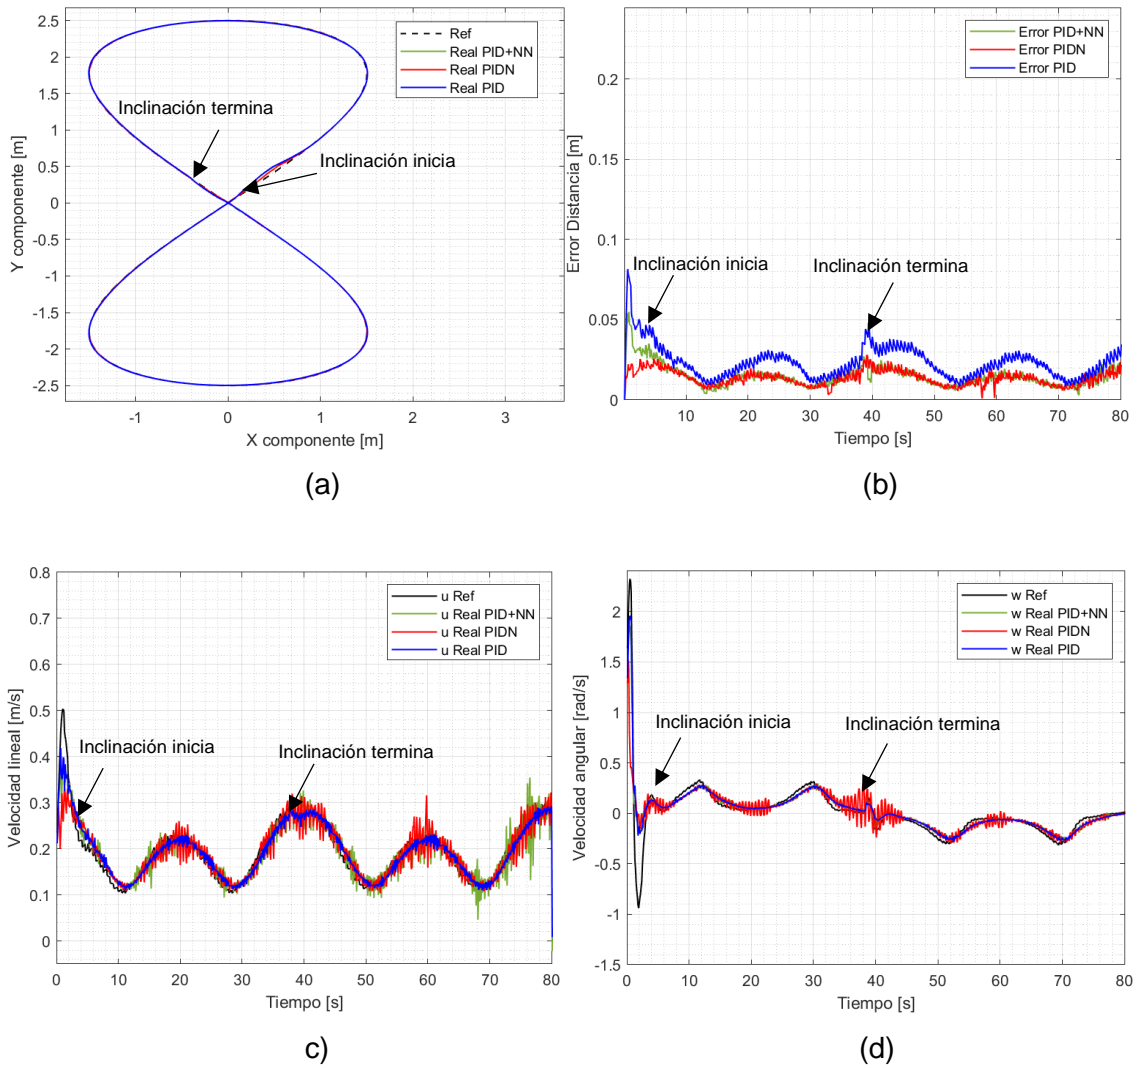 2.5
2
1.5
1
0.5
0
-0.5
-1
-1.5
-2
-2.5
Y componente [m]
-1
0
1
2
3
X componente [m]
Ref
Real PID+NN
Real PIDN
Real PID
Inclinación termina
Inclinación inicia
(a)
0.2
0.15
0.1
0.05
0
Error Distancia [m]
10
20
30
40
50
60
70
80
Tiempo [s]
Error PID+NN
Error PIDN
Error PID
Inclinación inicia
Inclinación termina
(b)
0.8
0.7
0.6
0.5
0.4
0.3
0.2
0.1
0
Velocidad lineal [m/s]
0
10
20
30
40
50
60
70
80
Tiempo [s]
u Ref
u Real PID+NN
u Real PIDN
u Real PID
Inclinación inicia
Inclinación termina
c)
2
1.5
1
0.5
0
-0.5
-1
-1.5
Velocidad angular [rad/s]
0
10
20
30
40
50
60
70
80
Tiempo [s]
w Ref
w Real PID+NN
w Real PIDN
w Real PID
Inclinación inicia
Inclinación termina
(d)